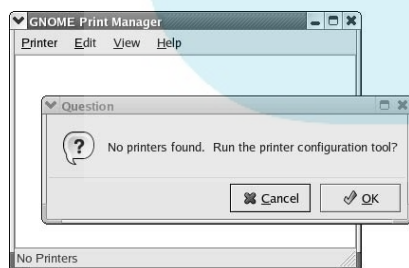 GNOME Print Manager
Printer Edit View Help
Question
No printers found. Run the printer configuration tool?
Cancel OK
No Printers